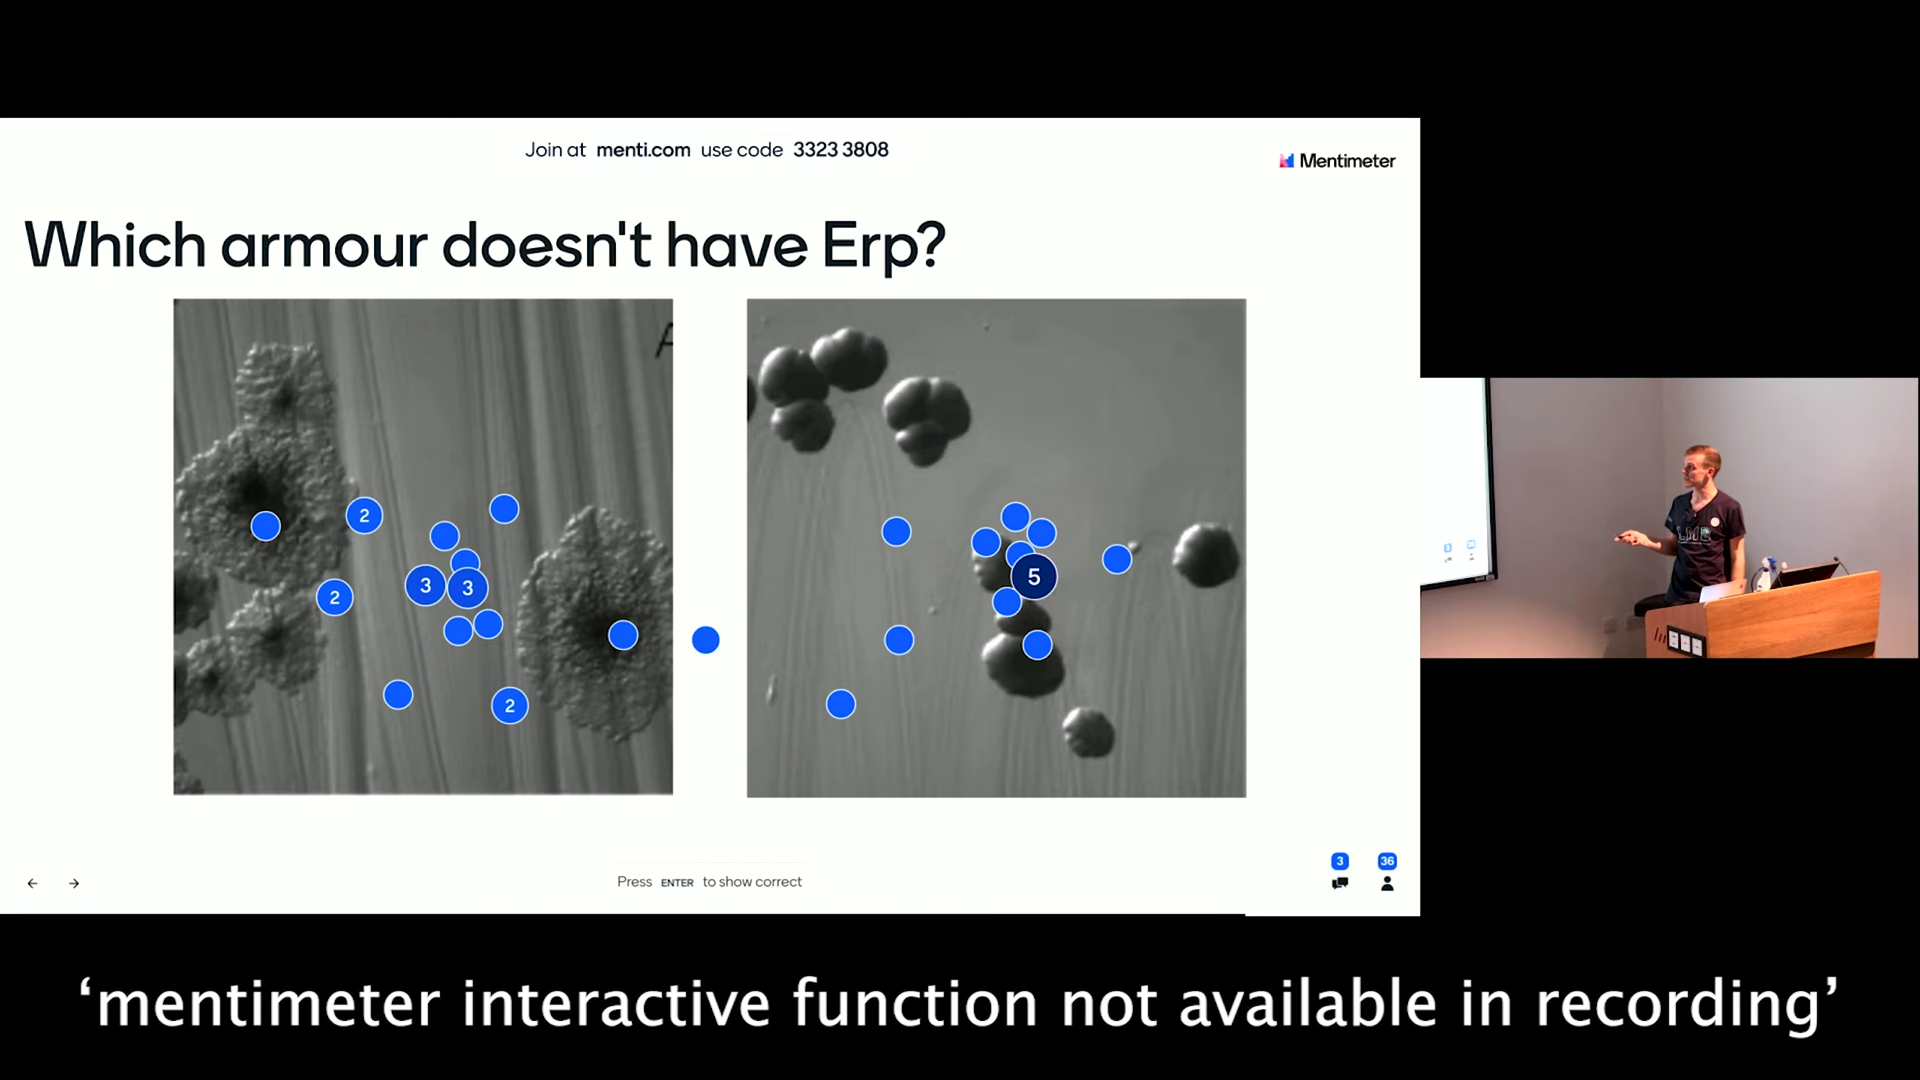 Join at menti.com use code 3323 3808
Mentimeter
Which armour doesn't have Erp?
A
2
3
3
2
2
5
Press ENTER to show correct
3
36
‘mentimeter interactive function not available in recording’